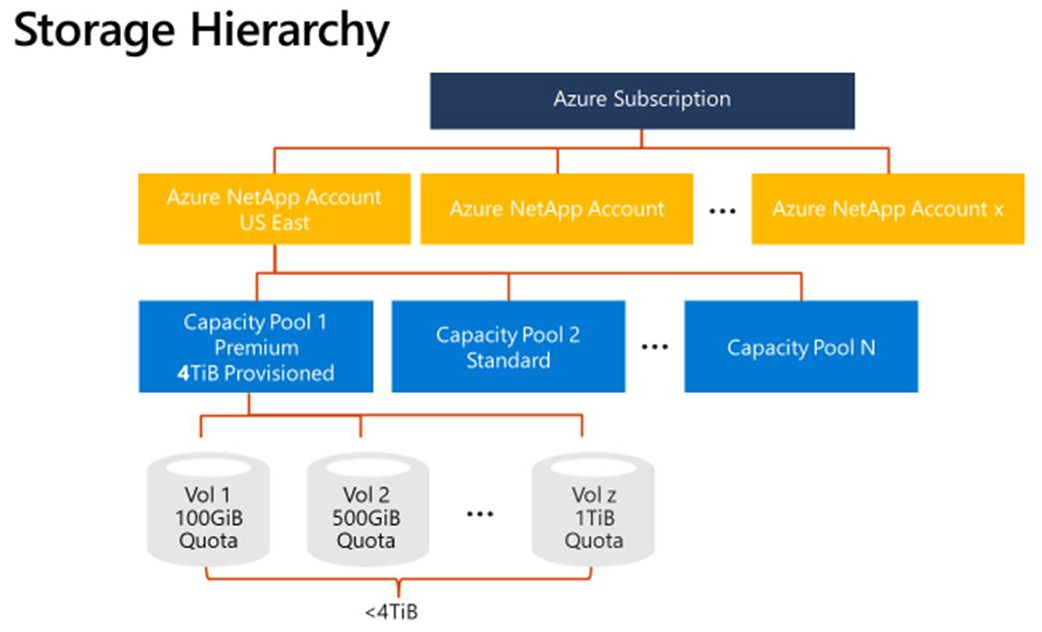 Storage Hierarchy
Azure Subscription
Azure NetApp Account
US East
Azure NetApp Account
...
Azure NetApp Account x
Capacity Pool 1
Premium
4TiB Provisioned
Capacity Pool 2
Standard
...
Capacity Pool N
Vol 1
100GiB
Quota
Vol 2
500GiB
Quota
...
Vol z
1TiB
Quota
<4TiB